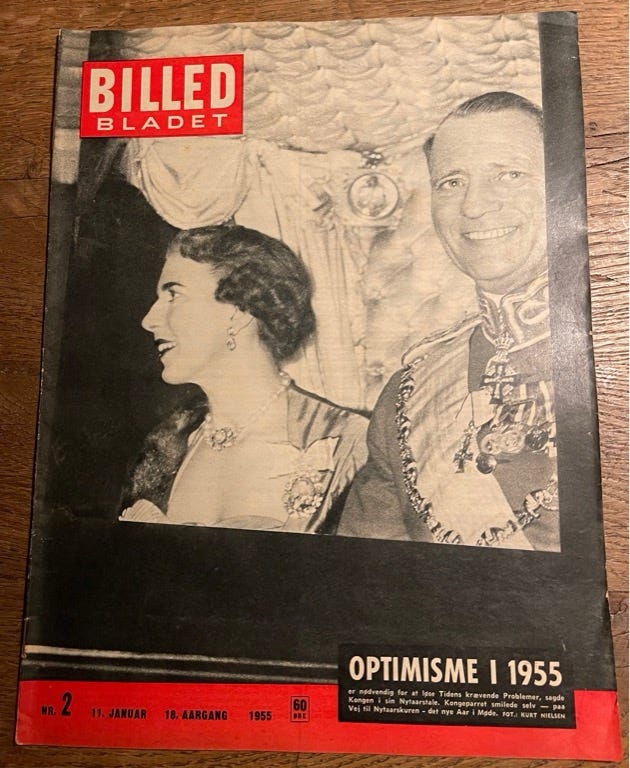 BILLED
BLADET
OPTIMISME I 1955
er nødvendig for at løse Tidens krævende Problemer, sagde
Kongen i sin Nytaarstale. Kongeparret smilede selv — paa
Vej til Nytaarskuren - det nye Aar i Møde. FOT.: KURT NIELSEN
NR. 2 11. JANUAR 18. AARGANG 1955 60 ØRE